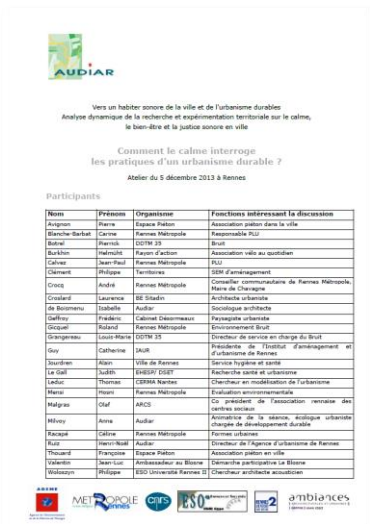 AUDIAR
Vers un habiter sonore de la ville et de l'urbanisme durables
Analyse dynamique de la recherche et expérimentation territoriale sur le calme,
le bien-être et la justice sonore en ville
Comment le calme interroge
les pratiques d'un urbanisme durable ?
Atelier du 5 décembre 2013 à Rennes
Participants
Nom Prénom Organisme Fonctions intéressant la discussion
Avignon Pierre Espace Piéton Association piéton dans la ville
Blanche-Barbat Carine Rennes Métropole Responsable PLU
Botrel Pierrick DDTM 35 Bruit
Burkhin Helmüht Rayon d'action Association vélo au quotidien
Calvez Jean-Paul Rennes Métropole PLU
Clément Philippe Territoires SEM d'aménagement
Crocq André Rennes Métropole Conseiller communautaire de Rennes Métropole,
Maire de Chavagne
Croslard Laurence BE Sitadin Architecte urbaniste
de Boismenu Isabelle Audiar Sociologue architecte
Geffroy Frédéric Cabinet Désormeaux Paysagiste urbaniste
Gicquel Roland Rennes Métropole Environnement Bruit
Grangereau Louis-Marie DDTM 35 Directeur de service en charge du Bruit
Guy Catherine IAUR Présidente de l'Institut d'aménagement et
d'urbanisme de Rennes
Jourdren Alain Ville de Rennes Service hygiène et santé
Le Gall Judith EHESP/ DSET Recherche santé et urbanisme
Leduc Thomas CERMA Nantes Chercheur en modélisation de l'urbanisme
Mensi Hosni Rennes Métropole Evaluation environnementale
Malgras Olaf ARCS Co président de l'association rennaise des
centres sociaux
Milvoy Anne Audiar Animatrice de la séance, écologue urbaniste
chargée de développement durable
Racapé Céline Rennes Métropole Formes urbaines
Ruiz Henri-Noël Audiar Directeur de l'Agence d'urbanisme de Rennes
Thouard Françoise Espace Piéton Association piéton en ville
Valentin Jean-Luc Ambassadeur au Blosne Démarche participative Le Blosne
Woloszyn Philippe ESO Université Rennes II Chercheur architecte acousticien
ADEME
METROPOLE
Rennes
cnrs
ESO
2
ambiances